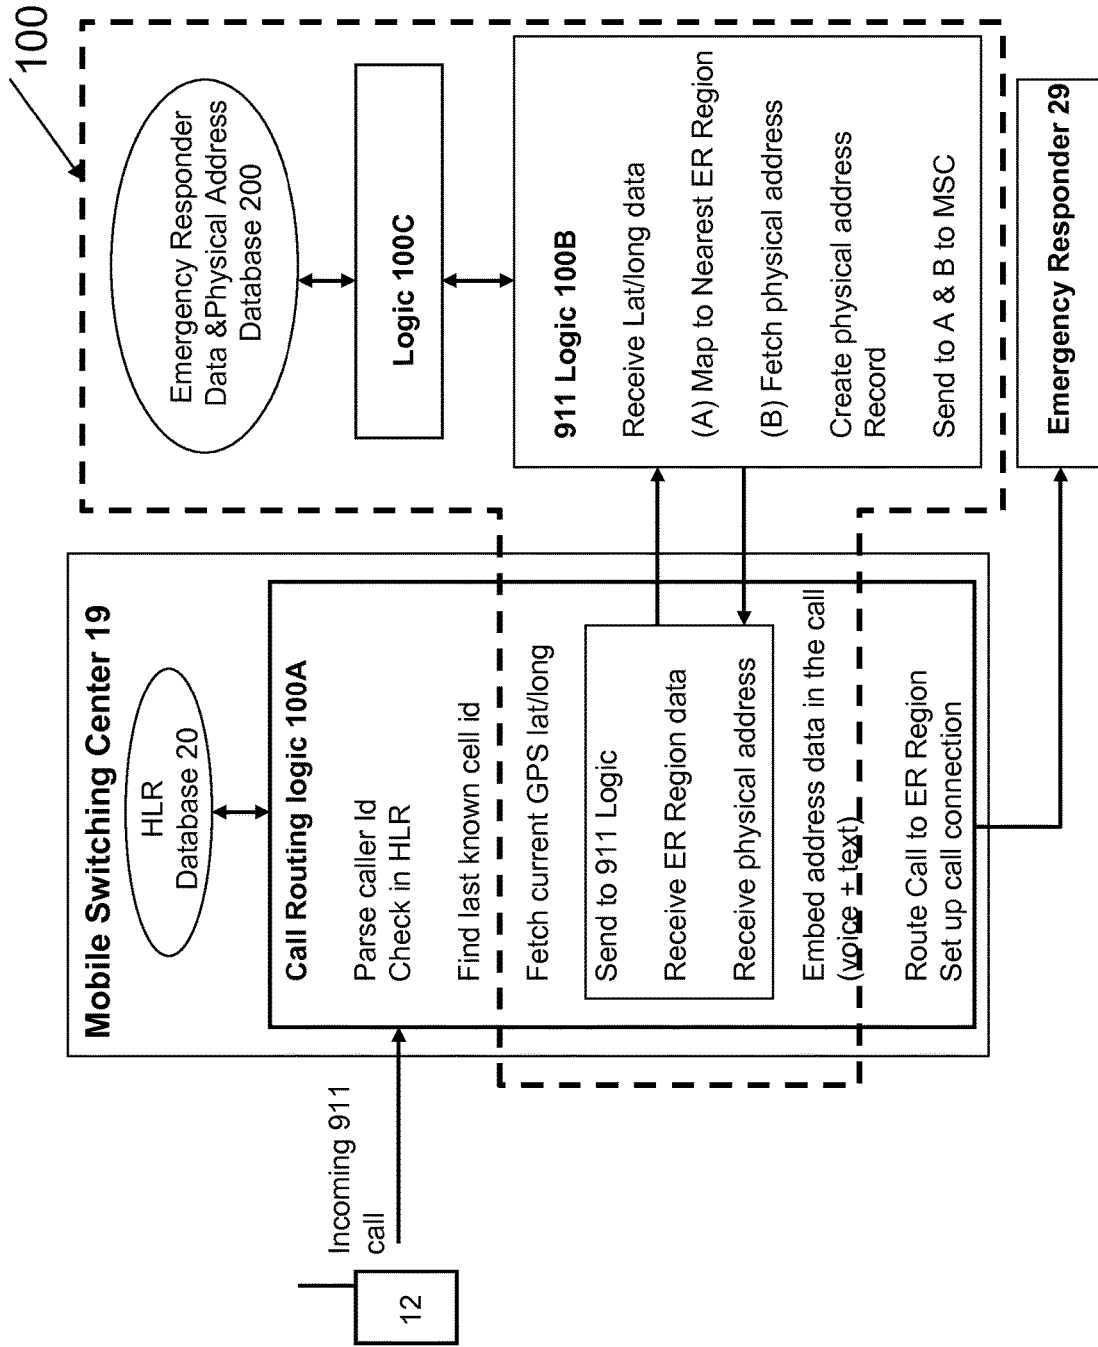 100
Mobile Switching Center 19
HLR
Database 20
Call Routing logic 100A
Parse caller Id
Check in HLR
Find last known cell id
Fetch current GPS lat/long
Send to 911 Logic
Receive ER Region data
Receive physical address
Embed address data in the call
(voice + text)
Route Call to ER Region
Set up call connection
Incoming 911
call
12
Emergency Responder
Data &Physical Address
Database 200
Logic 100C
911 Logic 100B
Receive Lat/long data
(A) Map to Nearest ER Region
(B) Fetch physical address
Create physical address
Record
Send to A & B to MSC
Emergency Responder 29